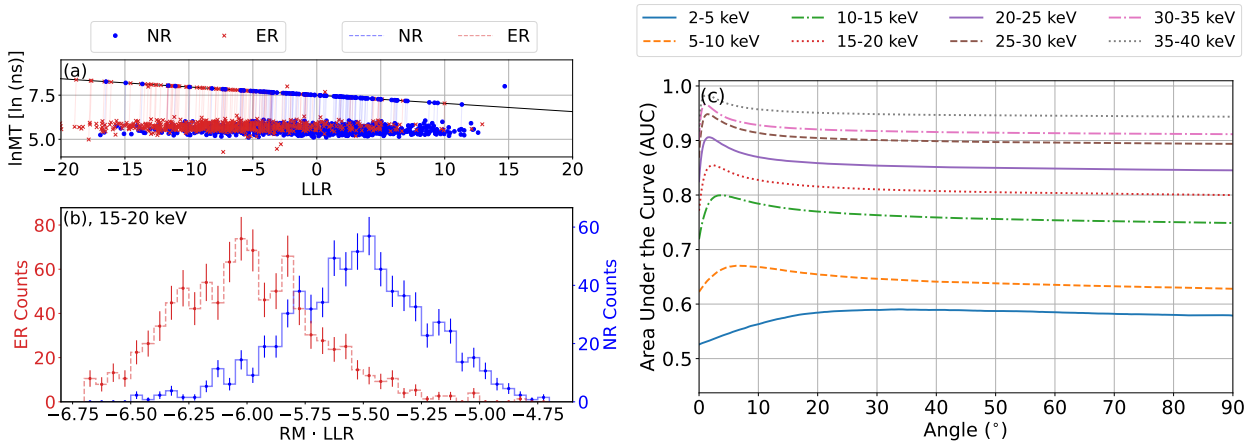 NR ER NR ER
(a)
lnMT [ln (ns)]
7.5
5.0
−20 −15 −10 −5 0 5 10 15 20
LLR
(b), 15-20 keV
ER Counts
80
60
40
20
0
NR Counts
60
40
20
0
−6.75 −6.50 −6.25 −6.00 −5.75 −5.50 −5.25 −5.00 −4.75
RM · LLR
2-5 keV 10-15 keV 20-25 keV 30-35 keV
5-10 keV 15-20 keV 25-30 keV 35-40 keV
(c)
Area Under the Curve (AUC)
1.0
0.9
0.8
0.7
0.6
0.5
0 10 20 30 40 50 60 70 80 90
Angle (°)